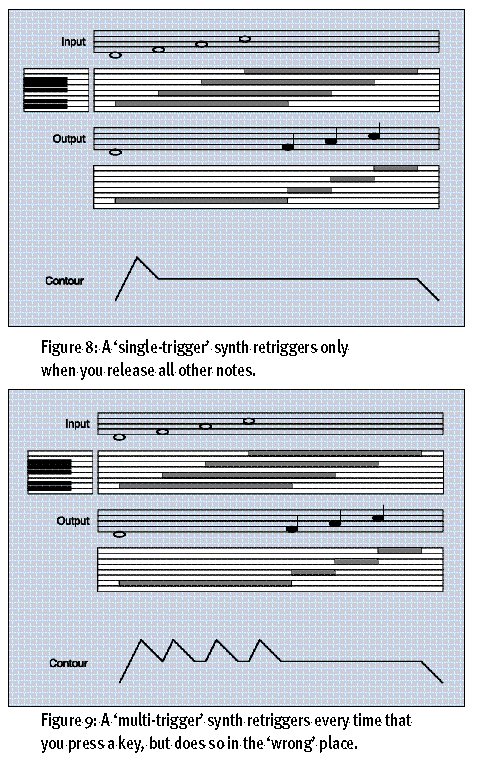 Input
Output
Contour
Figure 8: A 'single-trigger' synth retriggers only
when you release all other notes.
Input
Output
Contour
Figure 9: A 'multi-trigger' synth retriggers every time that
you press a key, but does so in the 'wrong' place.